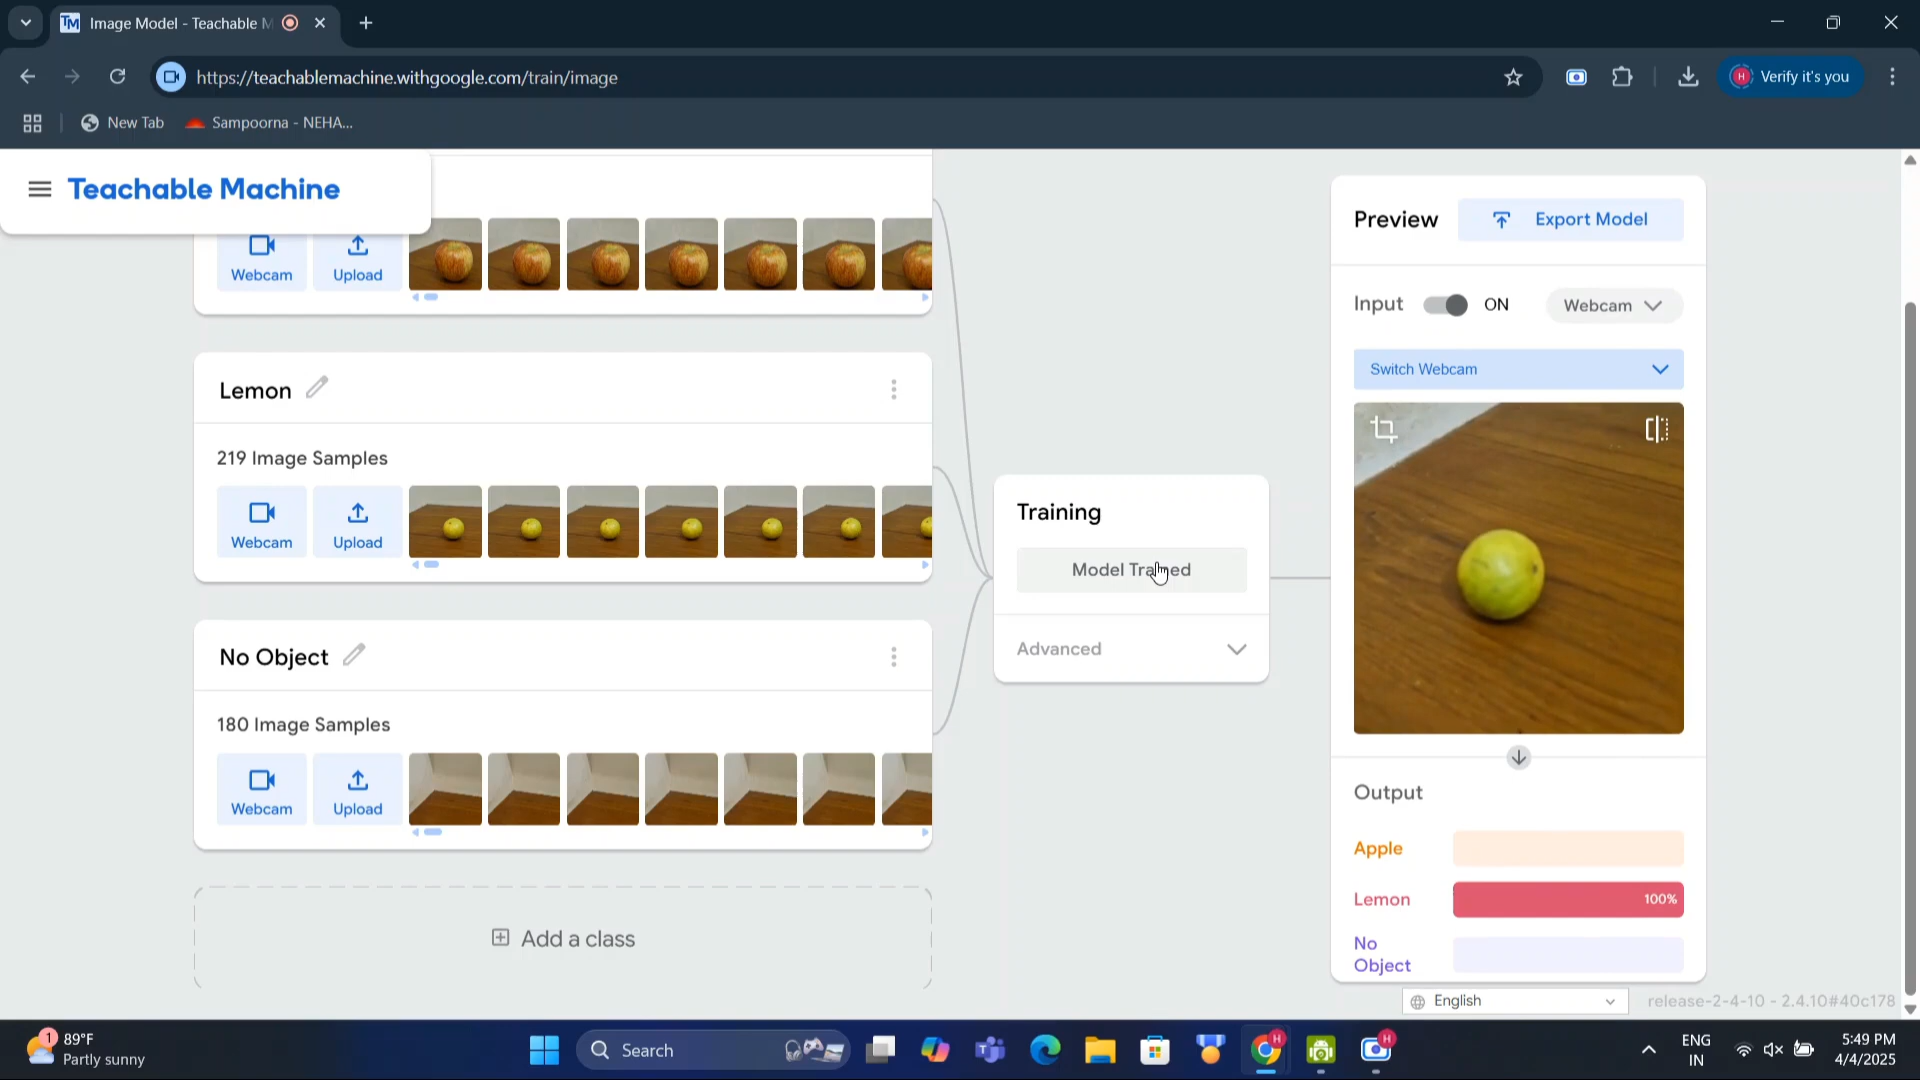 Image Model - Teachable M
https://teachablemachine.withgoogle.com/train/image
Verify it's you
New Tab
Sampoorna - NEHA...
Teachable Machine
Webcam
Upload
Lemon
219 Image Samples
Webcam
Upload
No Object
180 Image Samples
Webcam
Upload
Add a class
Training
Model Trained
Advanced
Preview
Export Model
Input
ON
Webcam
Switch Webcam
Output
Apple
Lemon
100%
No
Object
English
release-2-4-10 - 2.4.10#40c178
1
89°F
Partly sunny
Search
ENG
IN
5:49 PM
4/4/2025